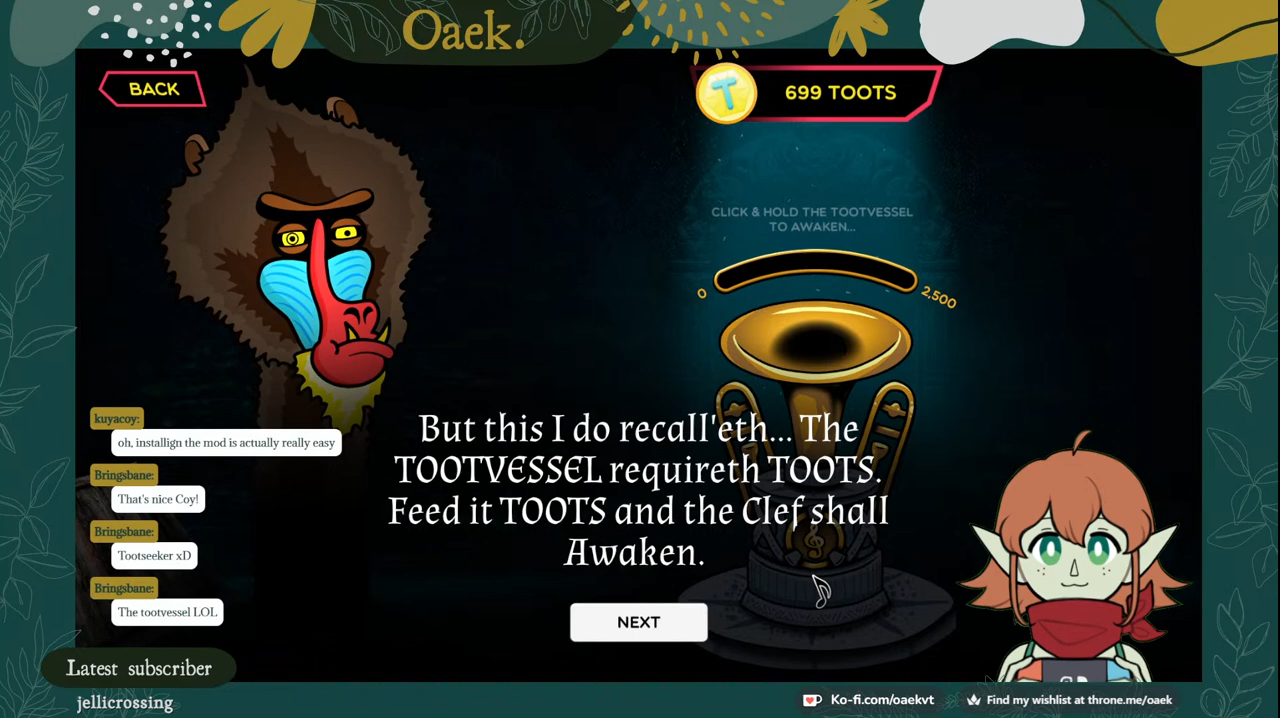 Oaek.
BACK
T
699 TOOTS
CLICK & HOLD THE TOOTVESSEL
TO AWAKEN...
0
2,500
But this I do recall'eth... The
TOOTVESSEL requireth TOOTS.
Feed it TOOTS and the Clef shall
Awaken.
NEXT
kuyacoy:
oh, installign the mod is actually really easy
Bringsbane:
That's nice Coy!
Bringsbane:
Tootseeker xD
Bringsbane:
The tootvessel LOL
Latest subscriber
jellicrossing
Ko-fi.com/oaekvt
Find my wishlist at throne.me/oaek